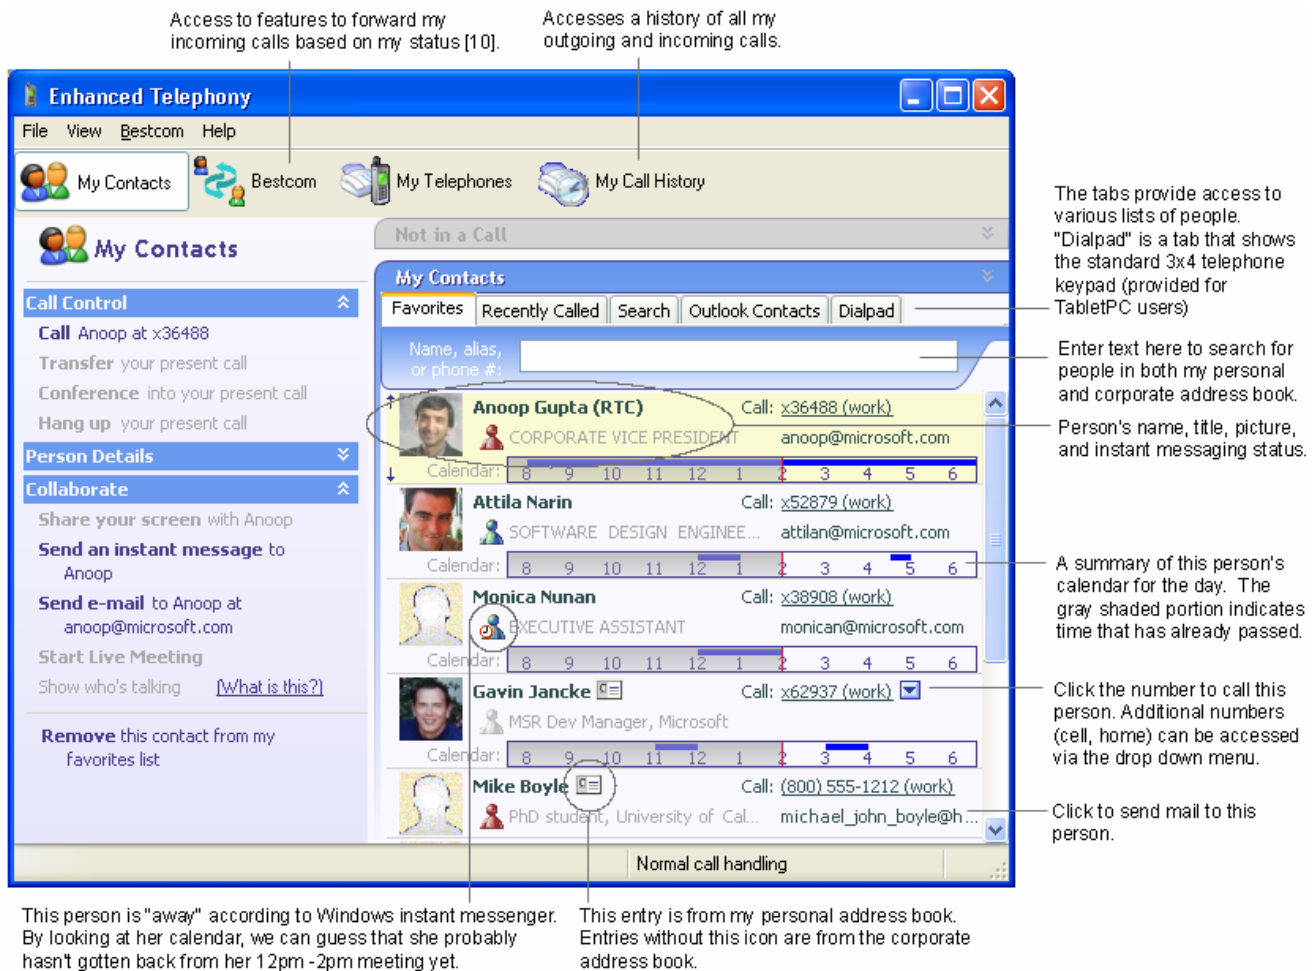 Access to features to forward my
incoming calls based on my status [10].
Accesses a history of all my
outgoing and incoming calls.
Enhanced Telephony
File View Bestcom Help
My Contacts Bestcom My Telephones My Call History
My Contacts
Call Control
Call Anoop at x36488
Transfer your present call
Conference into your present call
Hang up your present call
Person Details
Collaborate
Share your screen with Anoop
Send an instant message to
Anoop
Send e-mail to Anoop at
anoop@microsoft.com
Start Live Meeting
Show who's talking (What is this?)
Remove this contact from my
favorites list
Not in a Call
My Contacts
Favorites Recently Called Search Outlook Contacts Dialpad
Name, alias,
or phone #:
Anoop Gupta (RTC) Call: x36488 (work)
CORPORATE VICE PRESIDENT anoop@microsoft.com
Calendar: 8 9 10 11 12 1 2 3 4 5 6
Attila Narin Call: x52879 (work)
SOFTWARE DESIGN ENGINEE... attilan@microsoft.com
Calendar: 8 9 10 11 12 1 2 3 4 5 6
Monica Nunan Call: x38908 (work)
EXECUTIVE ASSISTANT monican@microsoft.com
Calendar: 8 9 10 11 12 1 2 3 4 5 6
Gavin Jancke Call: x62937 (work)
MSR Dev Manager, Microsoft
Calendar: 8 9 10 11 12 1 2 3 4 5 6
Mike Boyle Call: (800) 555-1212 (work)
PhD student, University of Cal... michael_john_boyle@h...
Normal call handling
The tabs provide access to
various lists of people.
"Dialpad" is a tab that shows
the standard 3x4 telephone
keypad (provided for
TabletPC users)
Enter text here to search for
people in both my personal
and corporate address book.
Person's name, title, picture,
and instant messaging status.
A summary of this person's
calendar for the day. The
gray shaded portion indicates
time that has already passed.
Click the number to call this
person. Additional numbers
(cell, home) can be accessed
via the drop down menu.
Click to send mail to this
person.
This person is "away" according to Windows instant messenger.
By looking at her calendar, we can guess that she probably
hasn't gotten back from her 12pm -2pm meeting yet.
This entry is from my personal address book.
Entries without this icon are from the corporate
address book.